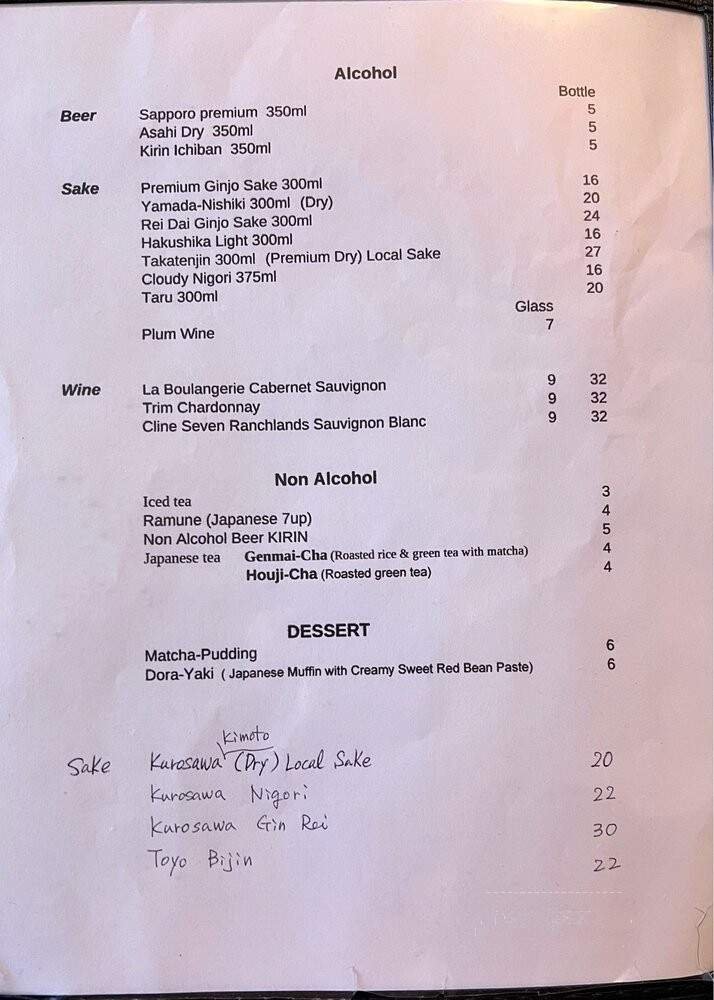 Alcohol
Bottle
Beer Sapporo premium 350ml 5
Asahi Dry 350ml 5
Kirin Ichiban 350ml 5
Sake Premium Ginjo Sake 300ml 16
Yamada-Nishiki 300ml (Dry) 20
Rei Dai Ginjo Sake 300ml 24
Hakushika Light 300ml 16
Takatenjin 300ml (Premium Dry) Local Sake 27
Cloudy Nigori 375ml 16
Taru 300ml 20
Glass
Plum Wine 7
Wine La Boulangerie Cabernet Sauvignon 9 32
Trim Chardonnay 9 32
Cline Seven Ranchlands Sauvignon Blanc 9 32
Non Alcohol
Iced tea 3
Ramune (Japanese 7up) 4
Non Alcohol Beer KIRIN 5
Japanese tea Genmai-Cha (Roasted rice & green tea with matcha) 4
Houji-Cha (Roasted green tea) 4
DESSERT
Matcha-Pudding 6
Dora-Yaki ( Japanese Muffin with Creamy Sweet Red Bean Paste) 6
Kimoto
Sake Kurosawa (Dry) Local Sake 20
Kurosawa Nigori 22
Kurosawa Gin Rei 30
Toyo Bijin 22